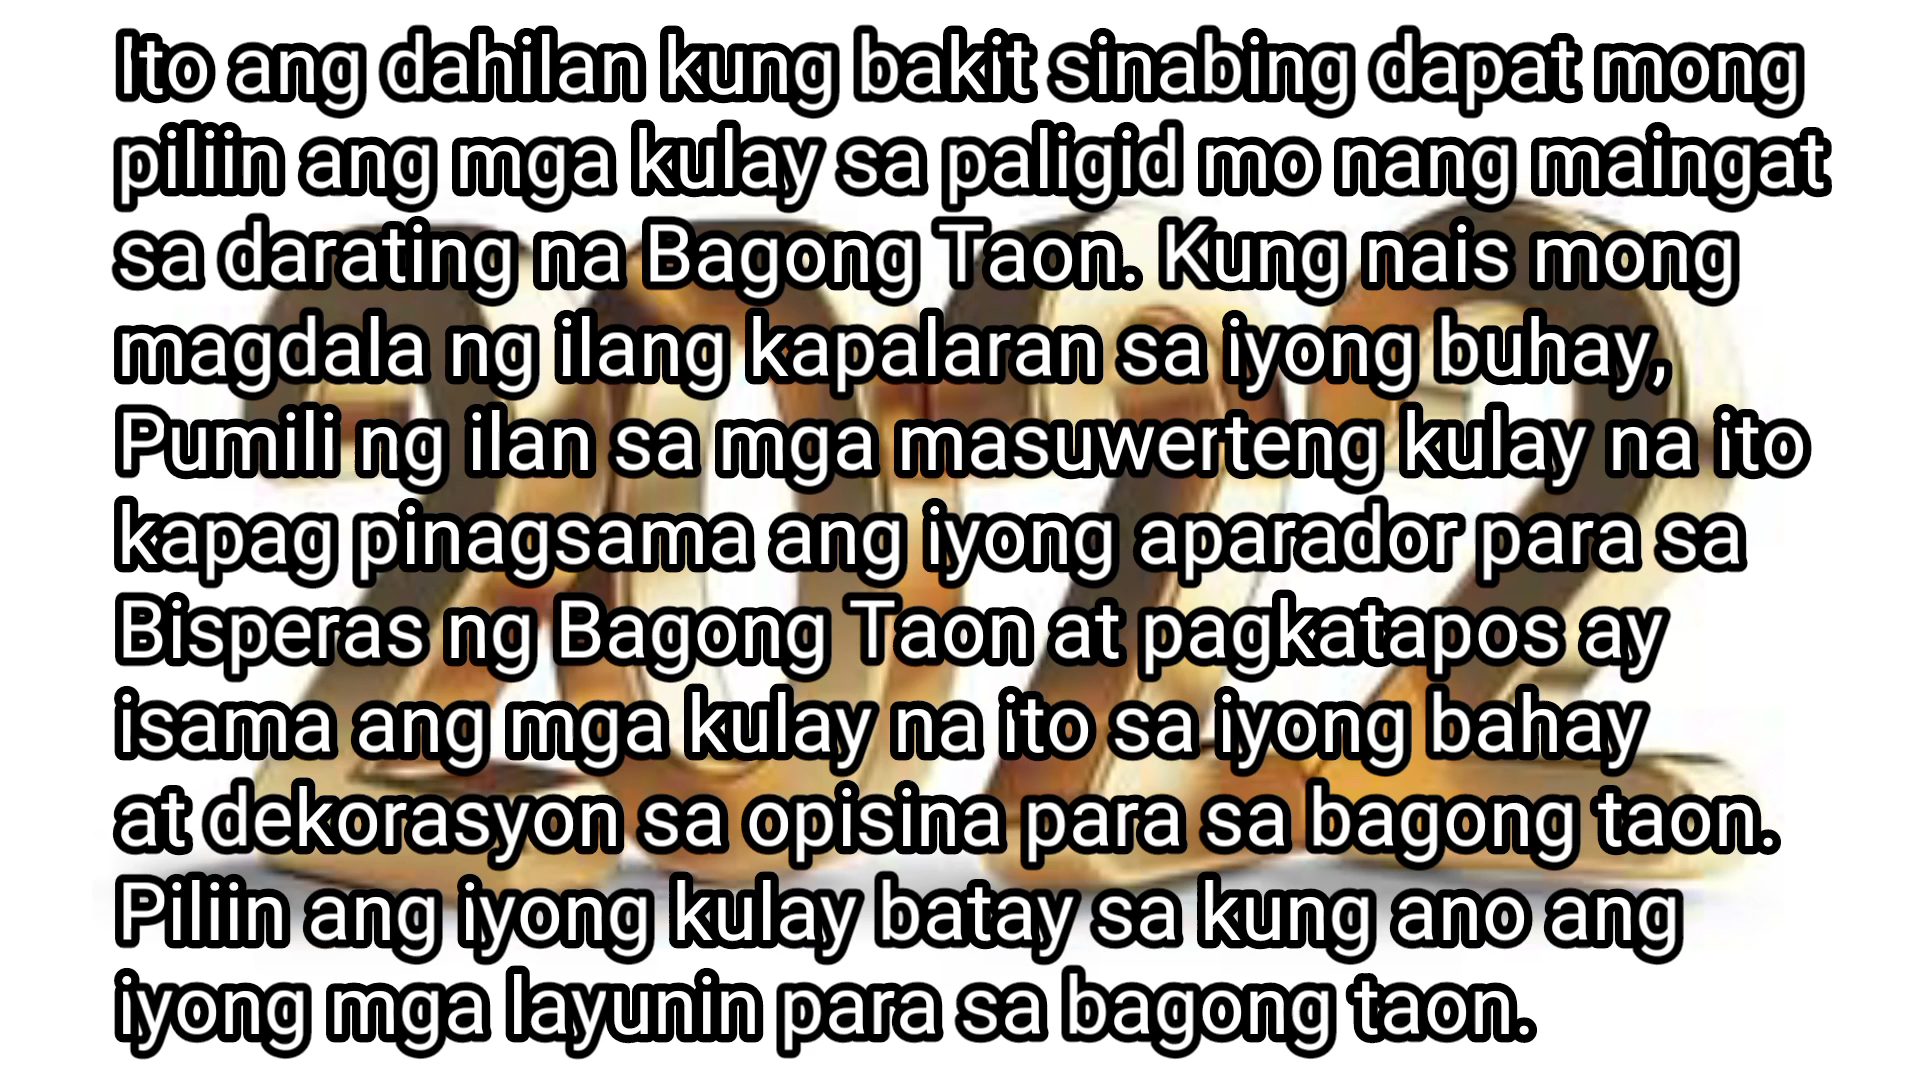 Ito ang dahilan kung bakit sinabing dapat mong
piliin ang mga kulay sa paligid mo nang maingat
sa darating na Bagong Taon. Kung nais mong
magdala ng ilang kapalaran sa iyong buhay,
Pumili ng ilan sa mga masuwerteng kulay na ito
kapag pinagsama ang iyong aparador para sa
Bisperas ng Bagong Taon at pagkatapos ay
isama ang mga kulay na ito sa iyong bahay
at dekorasyon sa opisina para sa bagong taon.
Piliin ang iyong kulay batay sa kung ano ang
iyong mga layunin para sa bagong taon.
2022